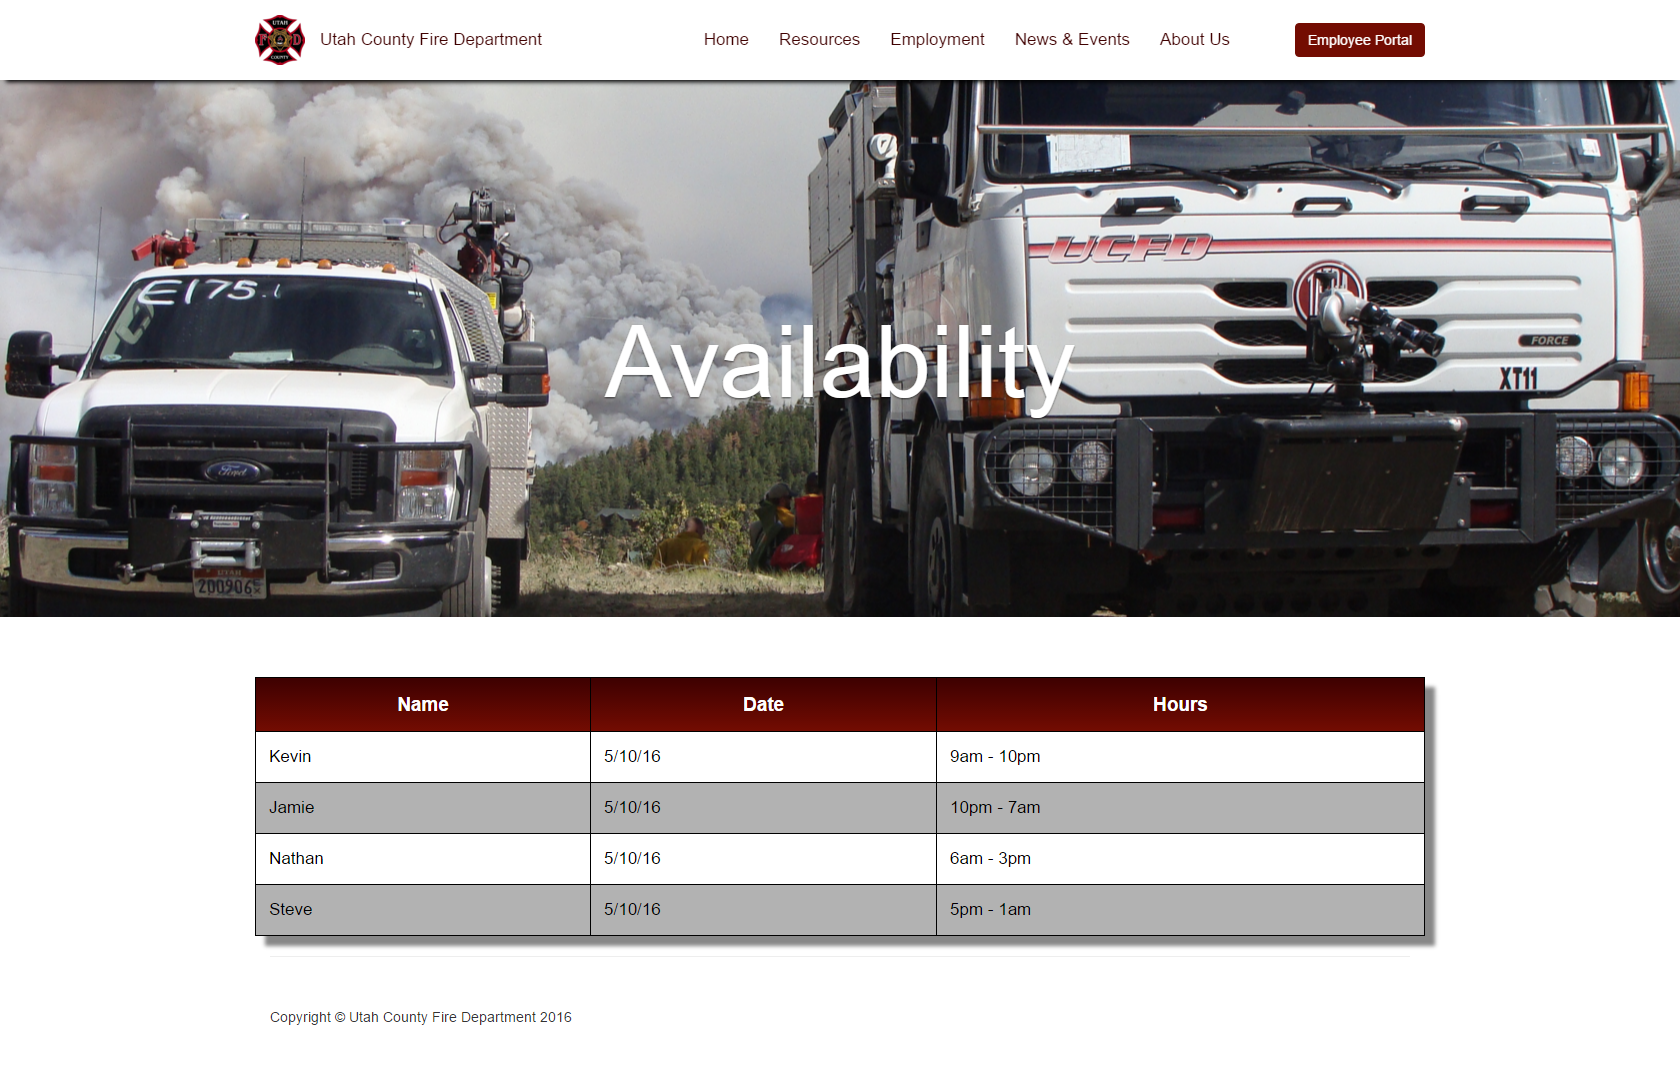 UTAH
F D
COUNTY
Utah County Fire Department
Home Resources Employment News & Events About Us
Employee Portal
E175.1
UCFD
Availability
FORCE
XT11
Ford
UTAH
200906
Name Date Hours
Kevin 5/10/16 9am - 10pm
Jamie 5/10/16 10pm - 7am
Nathan 5/10/16 6am - 3pm
Steve 5/10/16 5pm - 1am
Copyright © Utah County Fire Department 2016